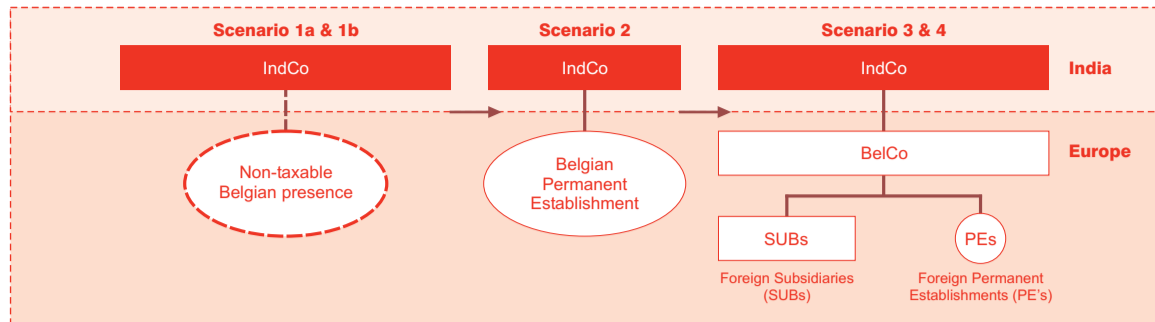 Scenario 1a & 1b
Scenario 2
Scenario 3 & 4
IndCo
IndCo
IndCo
India
Non-taxable
Belgian presence
Belgian
Permanent
Establishment
BelCo
Europe
SUBs
PEs
Foreign Subsidiaries
(SUBs)
Foreign Permanent
Establishments (PE's)